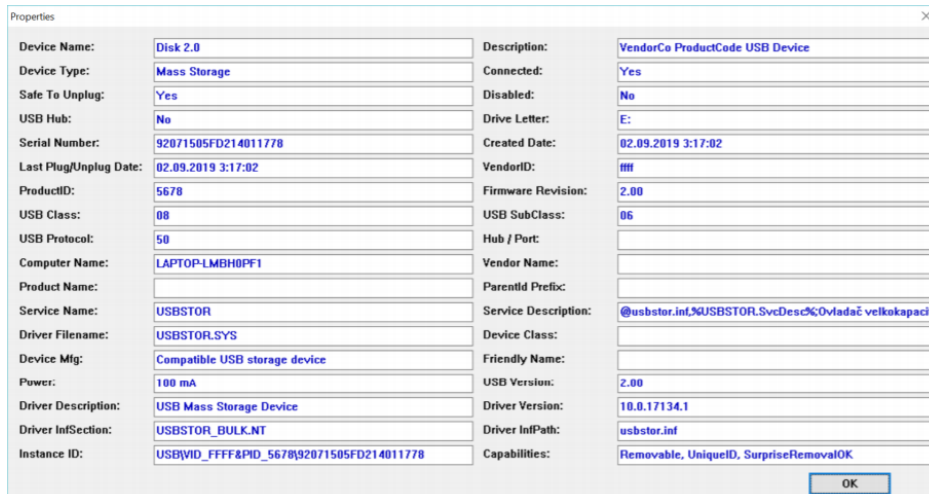 Properties
Device Name: Disk 2.0 Description: VendorCo ProductCode USB Device
Device Type: Mass Storage Connected: Yes
Safe To Unplug: Yes Disabled: No
USB Hub: No Drive Letter: E:
Serial Number: 92071505FD214011778 Created Date: 02.09.2019 3:17:02
Last Plug/Unplug Date: 02.09.2019 3:17:02 VendorID: ffff
ProductID: 5678 Firmware Revision: 2.00
USB Class: 08 USB SubClass: 06
USB Protocol: 50 Hub / Port:
Computer Name: LAPTOP-LMBH0PF1 Vendor Name:
Product Name: ParentId Prefix:
Service Name: USBSTOR Service Description: @usbstor.inf,%USBSTOR.SvcDesc%;Ovladač velkokapaci
Driver Filename: USBSTOR.SYS Device Class:
Device Mfg: Compatible USB storage device Friendly Name:
Power: 100 mA USB Version: 2.00
Driver Description: USB Mass Storage Device Driver Version: 10.0.17134.1
Driver InfSection: USBSTOR_BULK.NT Driver InfPath: usbstor.inf
Instance ID: USB\VID_FFFF&PID_5678\92071505FD214011778 Capabilities: Removable, UniqueID, SurpriseRemovalOK
OK